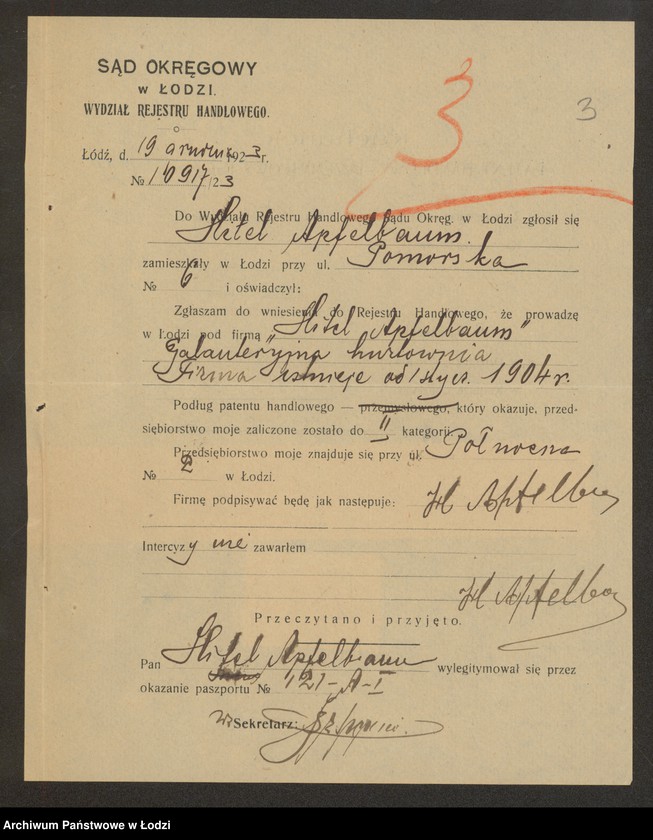 SĄD OKRĘGOWY
w ŁODZI.
WYDZIAŁ REJESTRU HANDLOWEGO.
3
3
Łódź, d. 19 grudnia 1923 r.
№ 10917/23
Do Wydziału Rejestru Handlowego Sądu Okręg. w Łodzi zgłosił się
Hitel Apfelbaum
zamieszkały w Łodzi przy ul. Pomorska
№ 6 i oświadczył:
Zgłaszam do wniesienia do Rejestru Handlowego, że prowadzę
w Łodzi pod firmą „Hitel Apfelbaum"
Galanteryjna hurtownia
Firma istnieje od 1 stycz. 1904 r.
Podług patentu handlowego — przemysłowego, który okazuje, przed-
siębiorstwo moje zaliczone zostało do II kategorji.
Przedsiębiorstwo moje znajduje się przy ul. Północna
№ 2 w Łodzi.
Firmę podpisywać będę jak następuje: H Apfelbau
Intercyzy nie zawarłem
H Apfelbau
Przeczytano i przyjęto.
Pan Hitel Apfelbaum wylegitymował się przez
okazanie paszportu № 121-A-I
Sekretarz:
Archiwum Państwowe w Łodzi